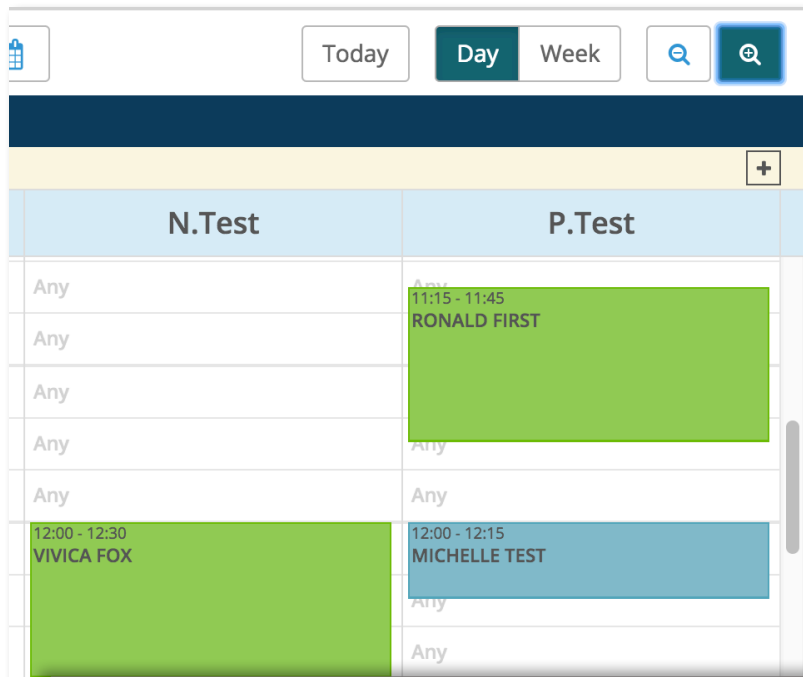 Today Day Week
N.Test P.Test
Any Any
11:15 - 11:45
RONALD FIRST
Any
Any
Any Any
Any Any
12:00 - 12:30 12:00 - 12:15
VIVICA FOX MICHELLE TEST
Any
Any